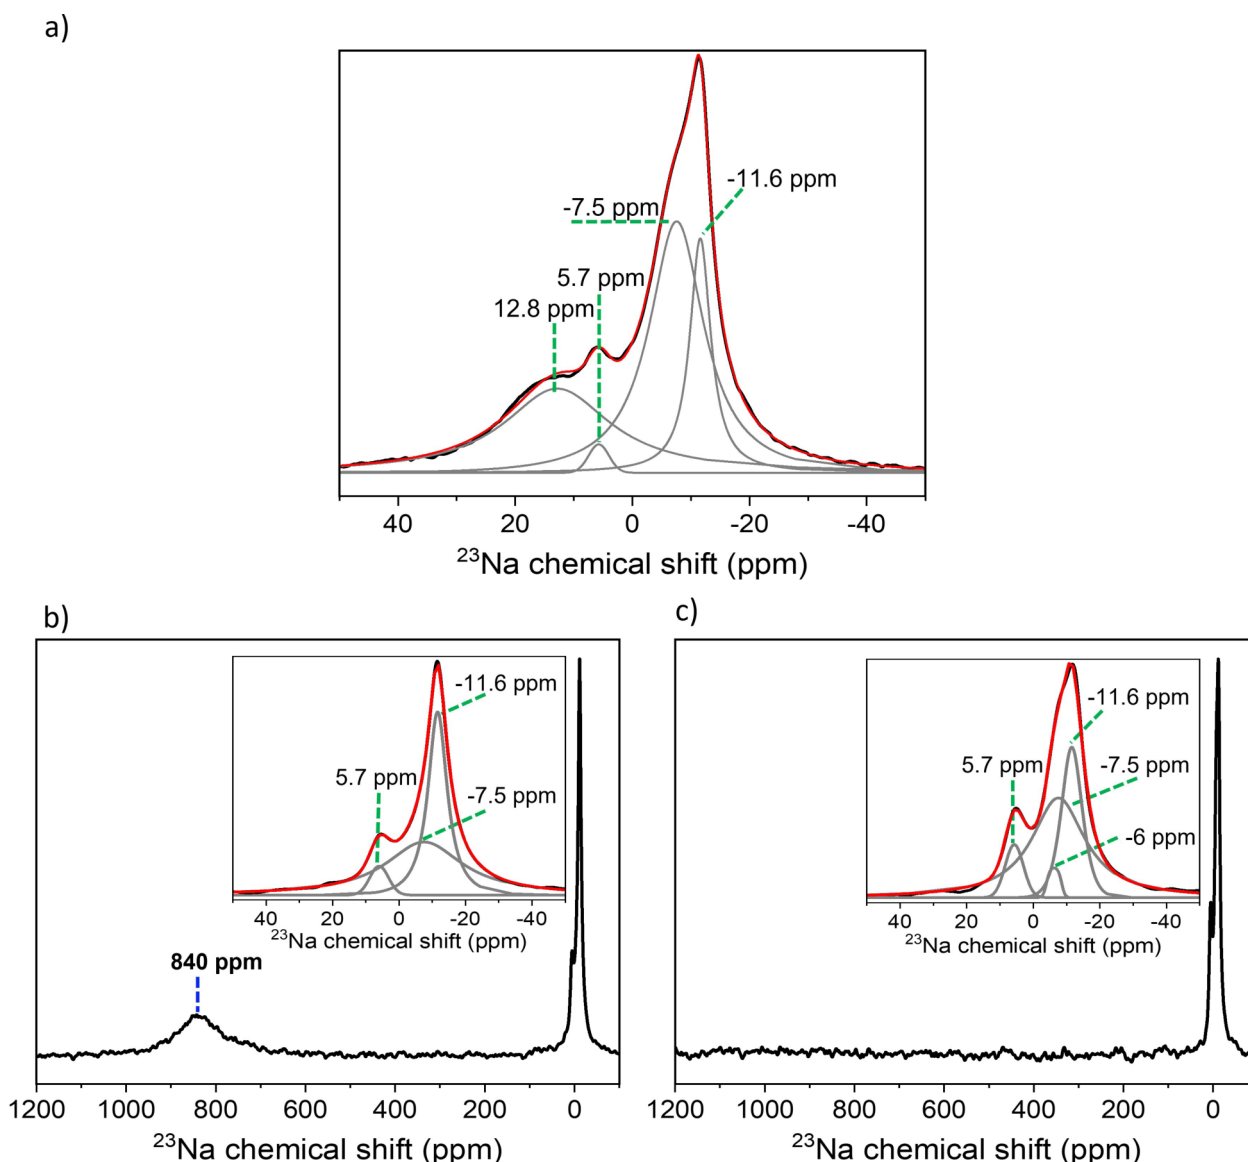 a)
-11.6 ppm
-7.5 ppm
5.7 ppm
12.8 ppm
40 20 0 -20 -40
²³Na chemical shift (ppm)
b)
-11.6 ppm
5.7 ppm
-7.5 ppm
40 20 0 -20 -40
²³Na chemical shift (ppm)
840 ppm
1200 1000 800 600 400 200 0
²³Na chemical shift (ppm)
c)
-11.6 ppm
5.7 ppm
-7.5 ppm
-6 ppm
40 20 0 -20 -40
²³Na chemical shift (ppm)
1200 1000 800 600 400 200 0
²³Na chemical shift (ppm)